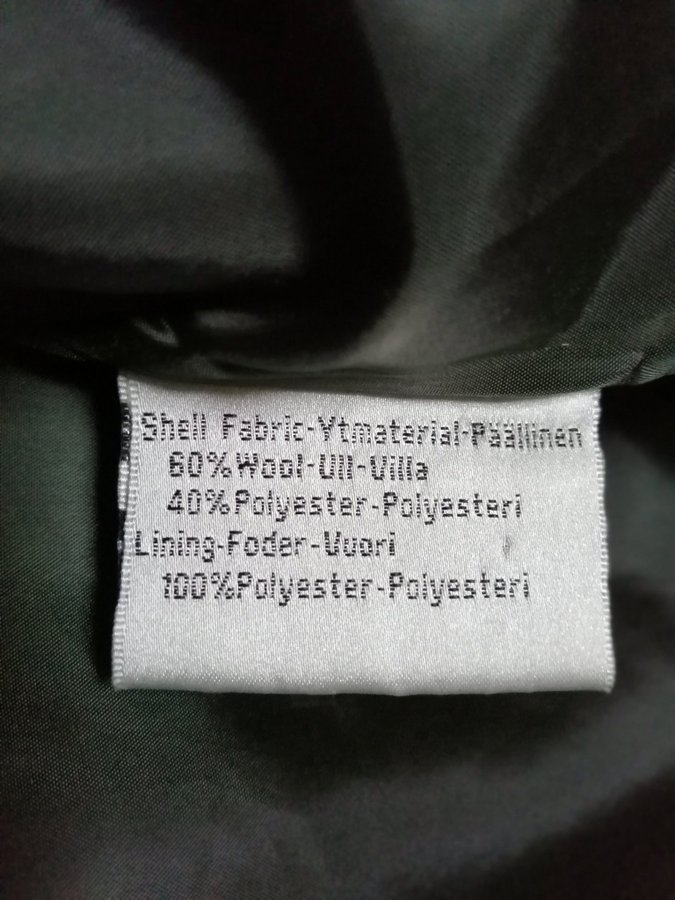 Shell Fabric-Ytmaterial-Päällinen
60%Wool-Ull-Villa
40%Polyester-Polyesteri
Lining-Foder-Vuori
100%Polyester-Polyesteri